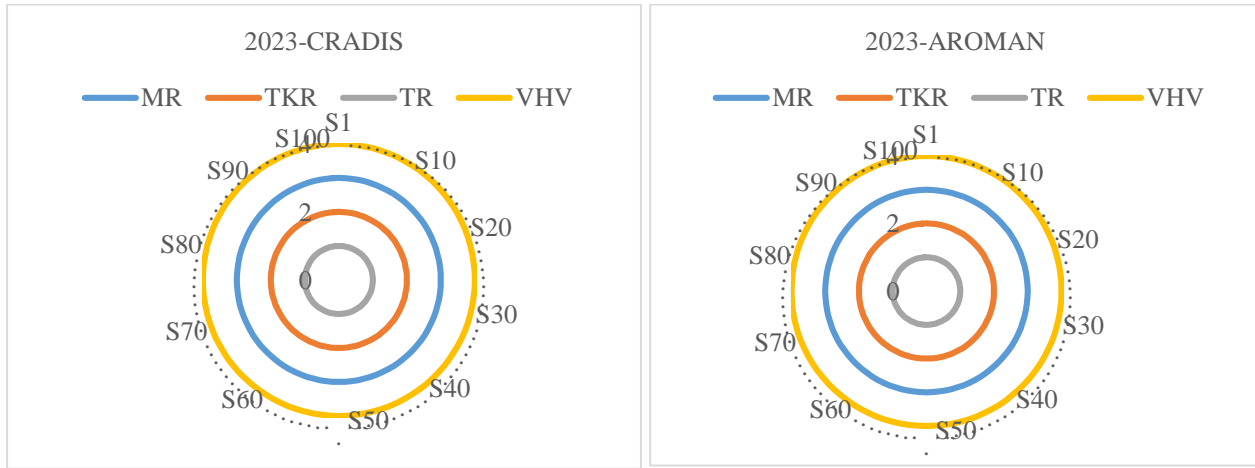 2023-CRADIS
MR TKR TR VHV
S1
S10
S20
S30
S40
S50
S60
S70
S80
S90
S100
4
2
0
2023-AROMAN
MR TKR TR VHV
S1
S10
S20
S30
S40
S50
S60
S70
S80
S90
S100
4
2
0